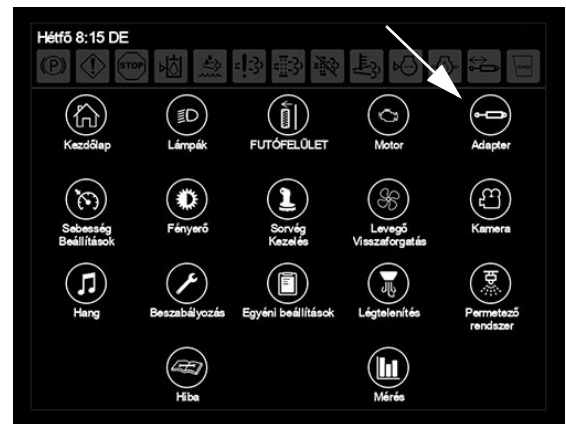 Hétfő 8:15 DE
(P) STOP
Kezdőlap Lámpák FUTÓFELÜLET Motor Adapter
Sebesség Beállítások Fényerő Sorvég Kezelés Levegő Visszaforgatás Kamera
Hang Beszabályozás Egyéni beállítások Légtelenítés Permetező rendszer
Hiba Mérés